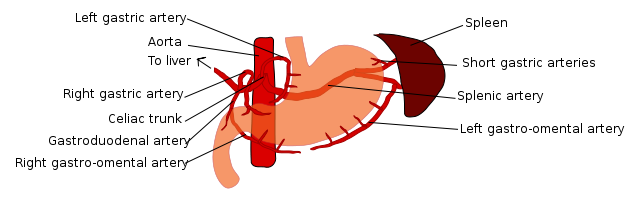 Left gastric artery
Aorta
To liver
Right gastric artery
Celiac trunk
Gastroduodenal artery
Right gastro-omental artery
Spleen
Short gastric arteries
Splenic artery
Left gastro-omental artery